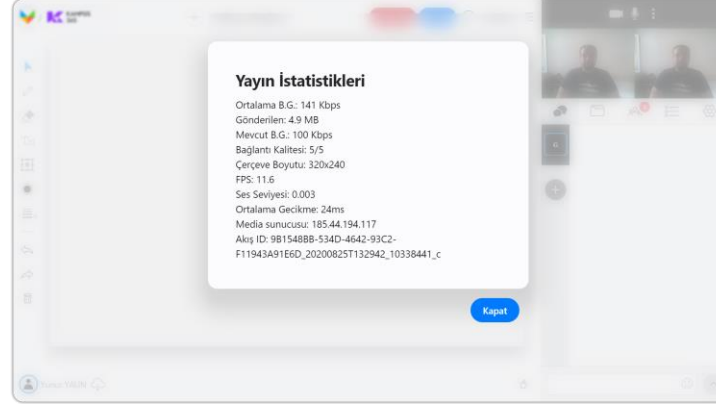 KAMPUS
365
Yayın İstatistikleri
Ortalama B.G.: 141 Kbps
Gönderilen: 4.9 MB
Mevcut B.G.: 100 Kbps
Bağlantı Kalitesi: 5/5
Çerçeve Boyutu: 320x240
FPS: 11.6
Ses Seviyesi: 0.003
Ortalama Gecikme: 24ms
Media sunucusu: 185.44.194.117
Akış ID: 9B1548BB-534D-4642-93C2-
F11943A91E6D_20200825T132942_10338441_c
Kapat